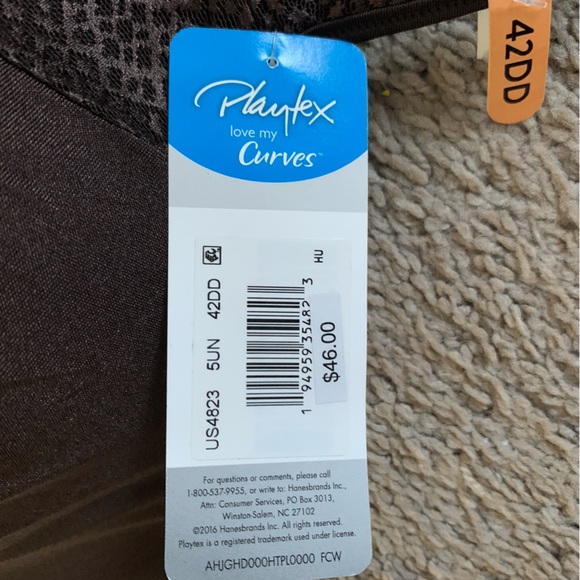 Playtex
love my
Curves™
42DD
US4823 5UN 42DD
HU
1 94959 35482 3
$46.00
For questions or comments, please call
1-800-537-9955, or write to: Hanesbrands Inc.,
Attn: Consumer Services, PO Box 3013,
Winston-Salem, NC 27102
©2016 Hanesbrands Inc. All rights reserved.
Playtex is a registered trademark used under license.
AHJGHD000HTPL0000 FCW